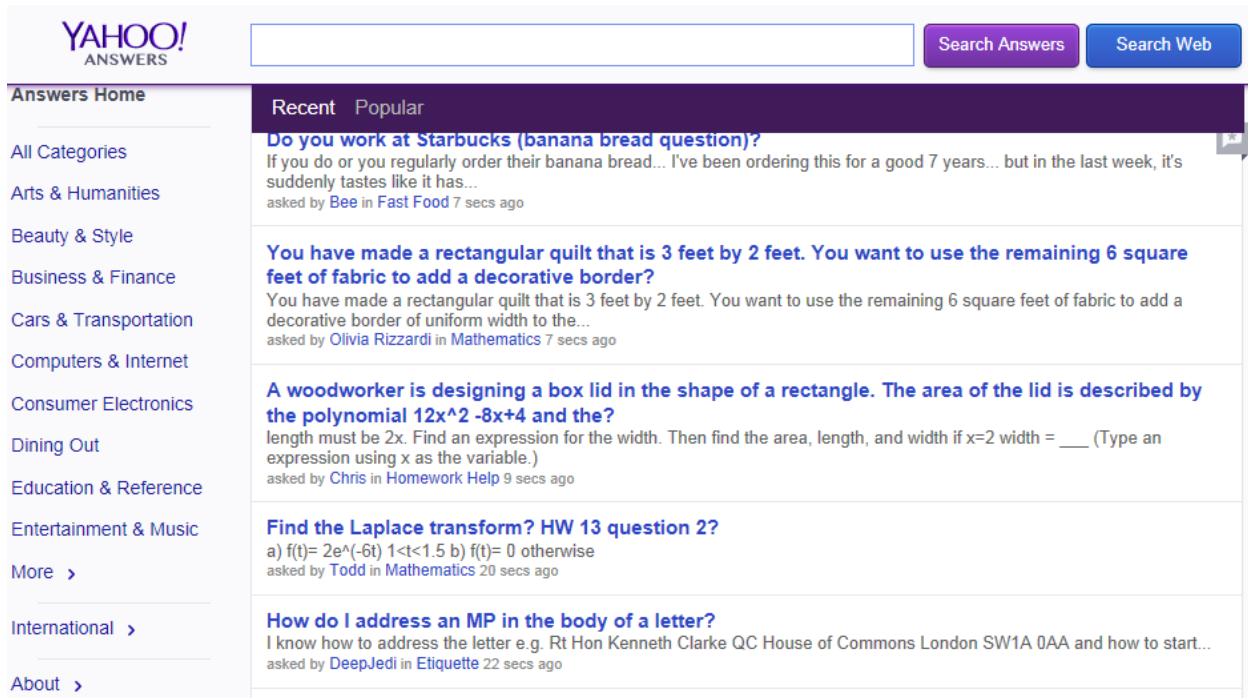 YAHOO!
ANSWERS
Search Answers
Search Web
Answers Home
All Categories
Arts & Humanities
Beauty & Style
Business & Finance
Cars & Transportation
Computers & Internet
Consumer Electronics
Dining Out
Education & Reference
Entertainment & Music
More >
International >
About >
Recent Popular
Do you work at Starbucks (banana bread question)?
If you do or you regularly order their banana bread... I've been ordering this for a good 7 years... but in the last week, it's
suddenly tastes like it has...
asked by Bee in Fast Food 7 secs ago
You have made a rectangular quilt that is 3 feet by 2 feet. You want to use the remaining 6 square
feet of fabric to add a decorative border?
You have made a rectangular quilt that is 3 feet by 2 feet. You want to use the remaining 6 square feet of fabric to add a
decorative border of uniform width to the...
asked by Olivia Rizzardi in Mathematics 7 secs ago
A woodworker is designing a box lid in the shape of a rectangle. The area of the lid is described by
the polynomial 12x^2 -8x+4 and the?
length must be 2x. Find an expression for the width. Then find the area, length, and width if x=2 width = ___ (Type an
expression using x as the variable.)
asked by Chris in Homework Help 9 secs ago
Find the Laplace transform? HW 13 question 2?
a) f(t)= 2e^(-6t) 1<t<1.5 b) f(t)= 0 otherwise
asked by Todd in Mathematics 20 secs ago
How do I address an MP in the body of a letter?
I know how to address the letter e.g. Rt Hon Kenneth Clarke QC House of Commons London SW1A 0AA and how to start...
asked by DeepJedi in Etiquette 22 secs ago